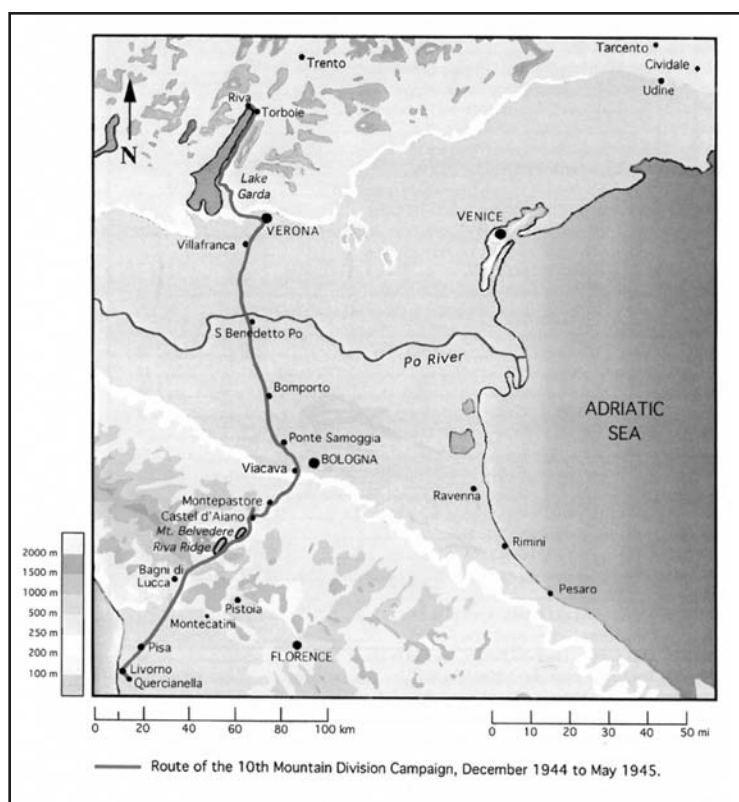 Trento
Tarcento
Cividale
Udine
Riva
Torbole
N
Lake
Garda
VERONA
VENICE
Villafranca
S Benedetto Po
Po River
Bomporto
ADRIATIC
SEA
Ponte Samoggia
Viacava
BOLOGNA
Montepastore
Ravenna
Castel d'Aiano
Mt. Belvedere
Riva Ridge
Rimini
2000 m
1500 m
1000 m
500 m
250 m
200 m
100 m
Bagni di
Lucca
Pistoia
Pesaro
Montecatini
Pisa
FLORENCE
Livorno
Quercianella
0 20 40 60 80 100 km
0 10 20 30 40 50 mi
Route of the 10th Mountain Division Campaign, December 1944 to May 1945.